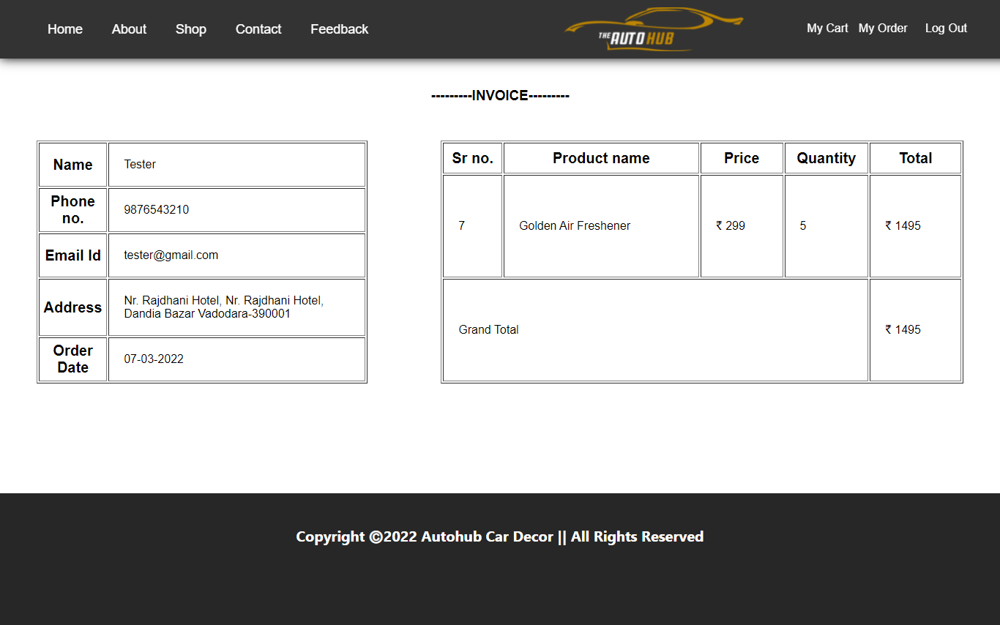 Home About Shop Contact Feedback
THE AUTO HUB
My Cart My Order Log Out
---------INVOICE---------
Name Tester
Phone
no. 9876543210
Email Id tester@gmail.com
Address Nr. Rajdhani Hotel, Nr. Rajdhani Hotel,
Dandia Bazar Vadodara-390001
Order
Date 07-03-2022
Sr no. Product name Price Quantity Total
7 Golden Air Freshener ₹ 299 5 ₹ 1495
Grand Total ₹ 1495
Copyright ©2022 Autohub Car Decor || All Rights Reserved